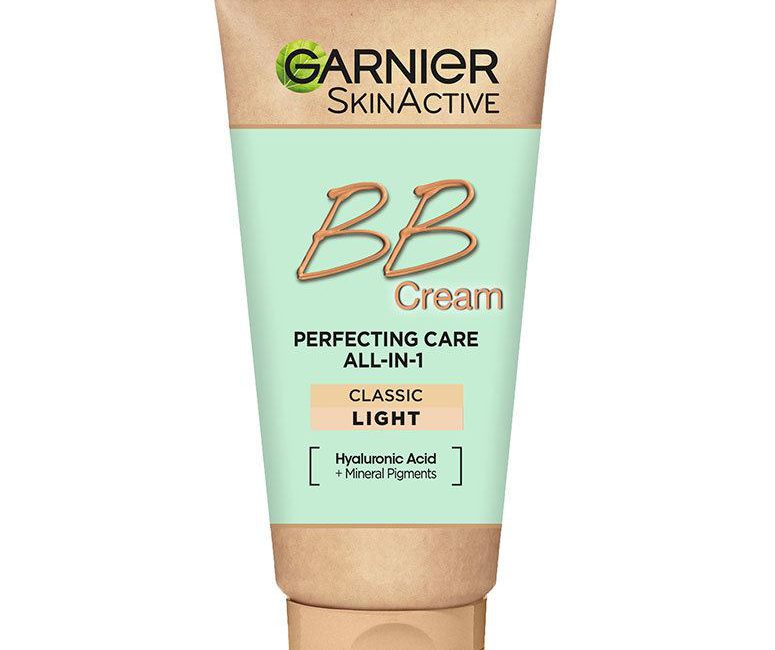 GARNIER
SKINACTIVE
BB
Cream
PERFECTING CARE
ALL-IN-1
CLASSIC
LIGHT
Hyaluronic Acid
+ Mineral Pigments